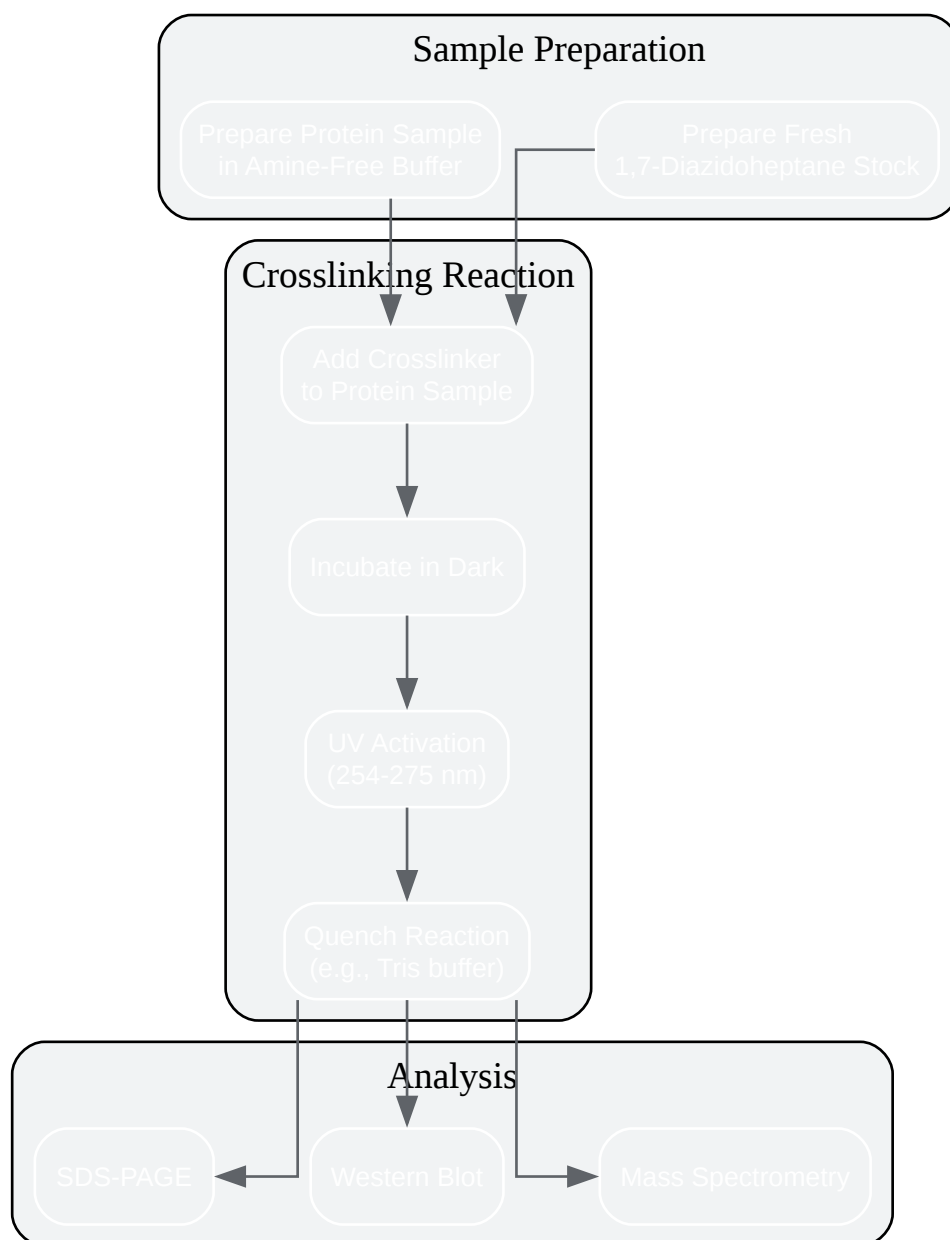 Sample Preparation
Prepare Protein Sample
in Amine-Free Buffer
Prepare Fresh
1,7-Diazidoheptane Stock
Crosslinking Reaction
Add Crosslinker
to Protein Sample
Incubate in Dark
UV Activation
(254-275 nm)
Quench Reaction
(e.g., Tris buffer)
Analysis
SDS-PAGE
Western Blot
Mass Spectrometry